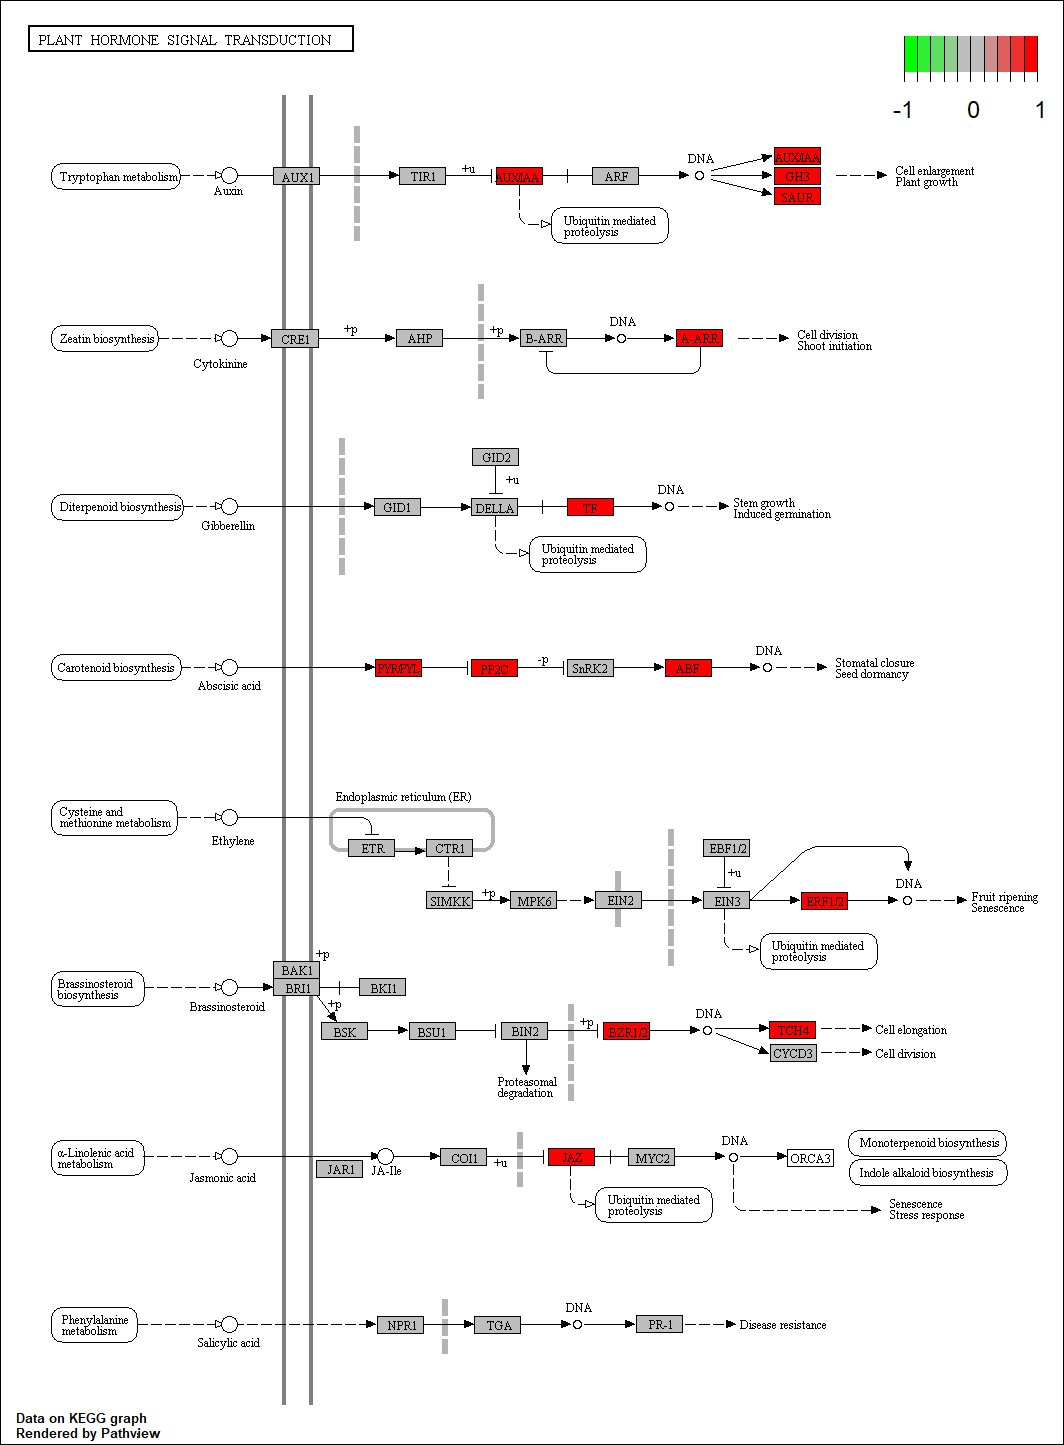 PLANT HORMONE SIGNAL TRANSDUCTION
-1 0 1
Tryptophan metabolism
Auxin
AUX1
TIR1
+u
AUX/IAA
ARF
DNA
AUX/IAA
GH3
SAUR
Cell enlargement
Plant growth
Ubiquitin mediated
proteolysis
Zeatin biosynthesis
Cytokinine
CRE1
+p
AHP
+p
B-ARR
DNA
A-ARR
Cell division
Shoot initiation
GID2
+u
Diterpenoid biosynthesis
Gibberellin
GID1
DELLA
TF
DNA
Stem growth
Induced germination
Ubiquitin mediated
proteolysis
Carotenoid biosynthesis
Abscisic acid
PYR/PYL
PP2C
-p
SnRK2
ABF
DNA
Stomatal closure
Seed dormancy
Endoplasmic reticulum (ER)
Cysteine and
methionine metabolism
Ethylene
ETR
CTR1
SIMKK
+p
MPK6
EIN2
EBF1/2
+u
EIN3
ERF1/2
DNA
Fruit ripening
Senescence
Ubiquitin mediated
proteolysis
Brassinosteroid
biosynthesis
Brassinosteroid
BAK1
+p
BRI1
BKI1
+p
BSK
BSU1
BIN2
+p
BZR1/2
DNA
TCH4
Cell elongation
CYCD3
Cell division
Proteasomal
degradation
α-Linolenic acid
metabolism
Jasmonic acid
JAR1
JA-Ile
COI1
+u
JAZ
MYC2
DNA
ORCA3
Monoterpenoid biosynthesis
Indole alkaloid biosynthesis
Ubiquitin mediated
proteolysis
Senescence
Stress response
Phenylalanine
metabolism
Salicylic acid
NPR1
TGA
DNA
PR-1
Disease resistance
Data on KEGG graph
Rendered by Pathview